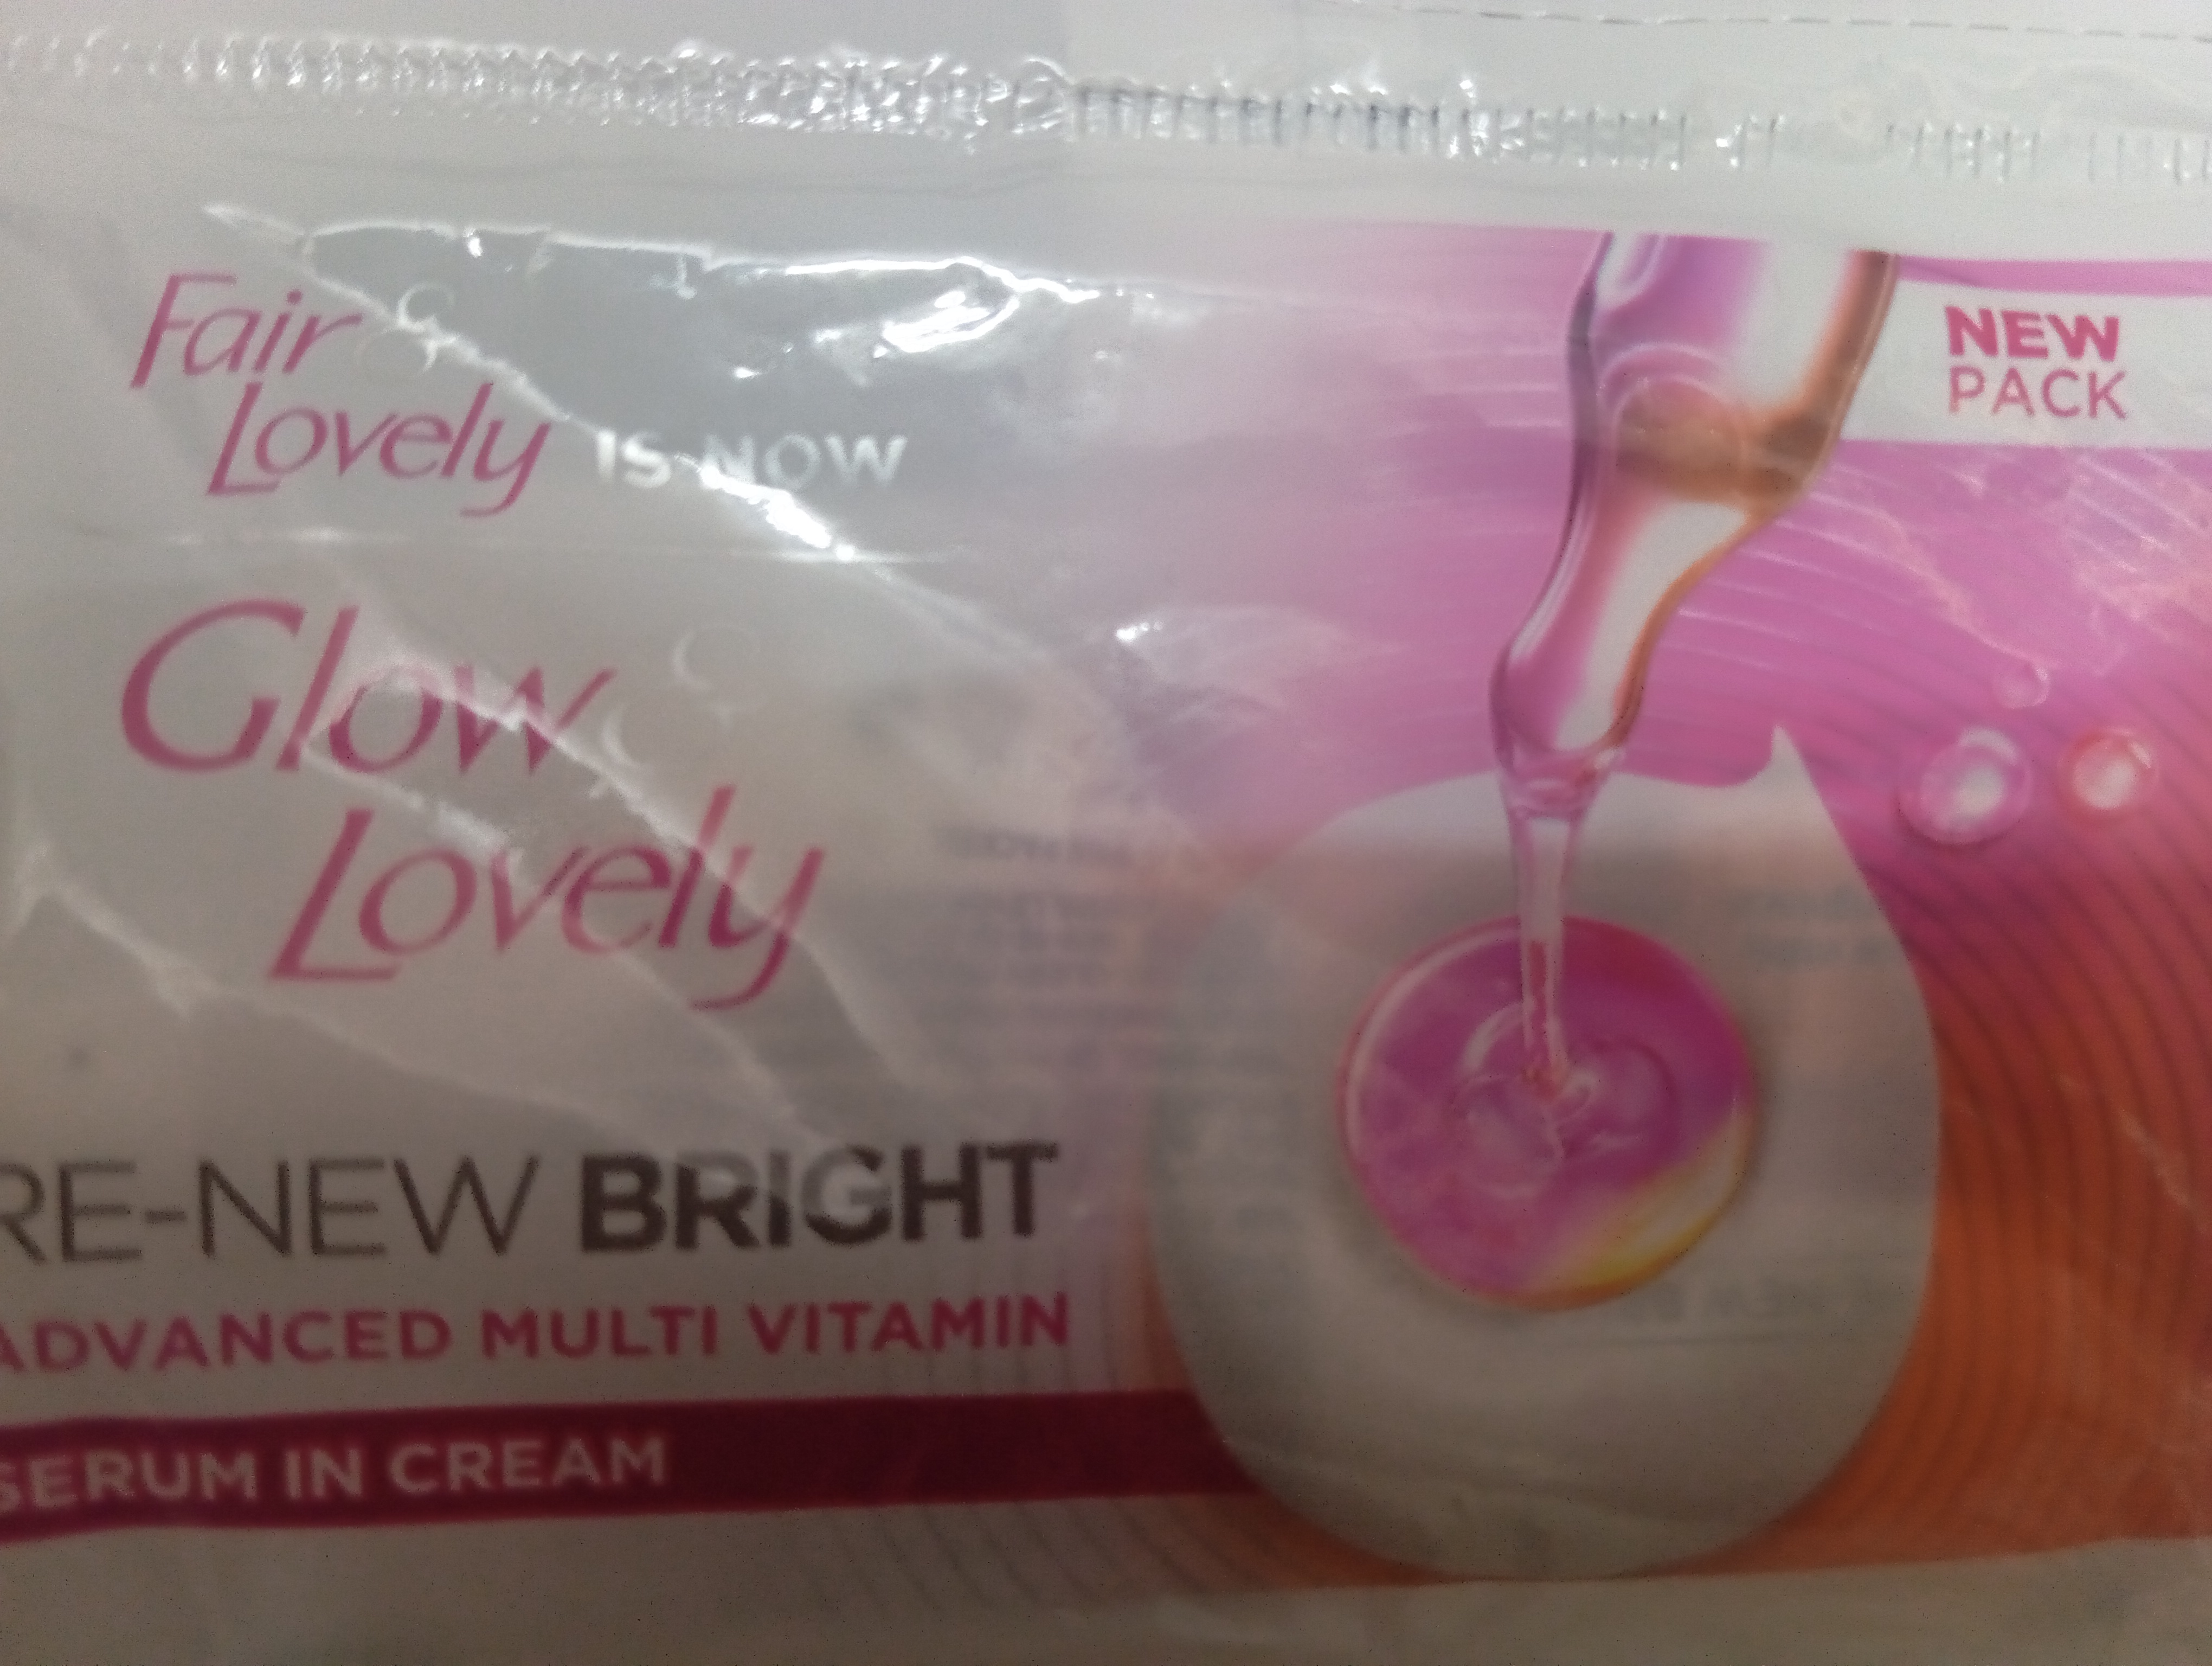 Fair &
Lovely IS NOW
Glow &
Lovely
NEW
PACK
RE-NEW BRIGHT
ADVANCED MULTI VITAMIN
SERUM IN CREAM